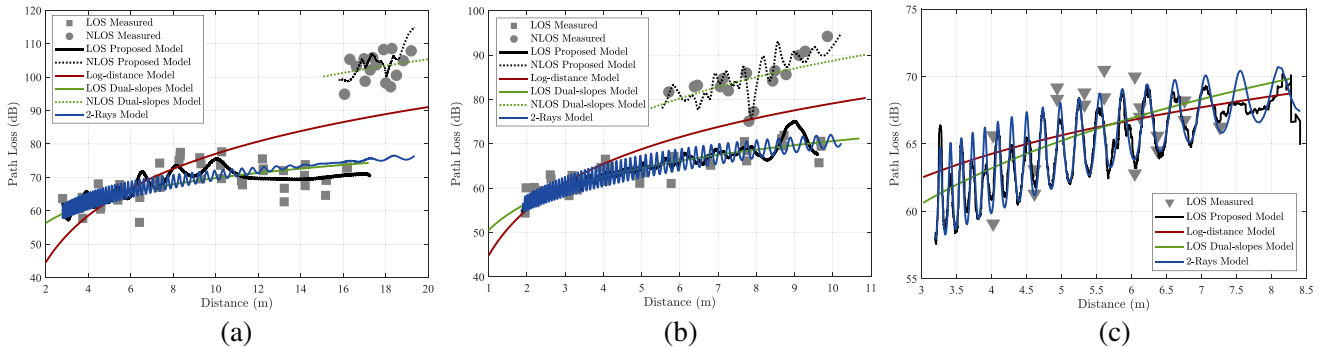 120
110
100
90
80
70
60
50
40
Path Loss (dB)
LOS Measured
NLOS Measured
LOS Proposed Model
NLOS Proposed Model
Log-distance Model
LOS Dual-slopes Model
NLOS Dual-slopes Model
2-Rays Model
2 4 6 8 10 12 14 16 18 20
Distance (m)
(a)
100
90
80
70
60
50
40
Path Loss (dB)
LOS Measured
NLOS Measured
LOS Proposed Model
NLOS Proposed Model
Log-distance Model
LOS Dual-slopes Model
NLOS Dual-slopes Model
2-Rays Model
1 2 3 4 5 6 7 8 9 10 11
Distance (m)
(b)
75
70
65
60
55
Path Loss (dB)
LOS Measured
LOS Proposed Model
Log-distance Model
LOS Dual-slopes Model
2-Rays Model
3 3.5 4 4.5 5 5.5 6 6.5 7 7.5 8 8.5
Distance (m)
(c)